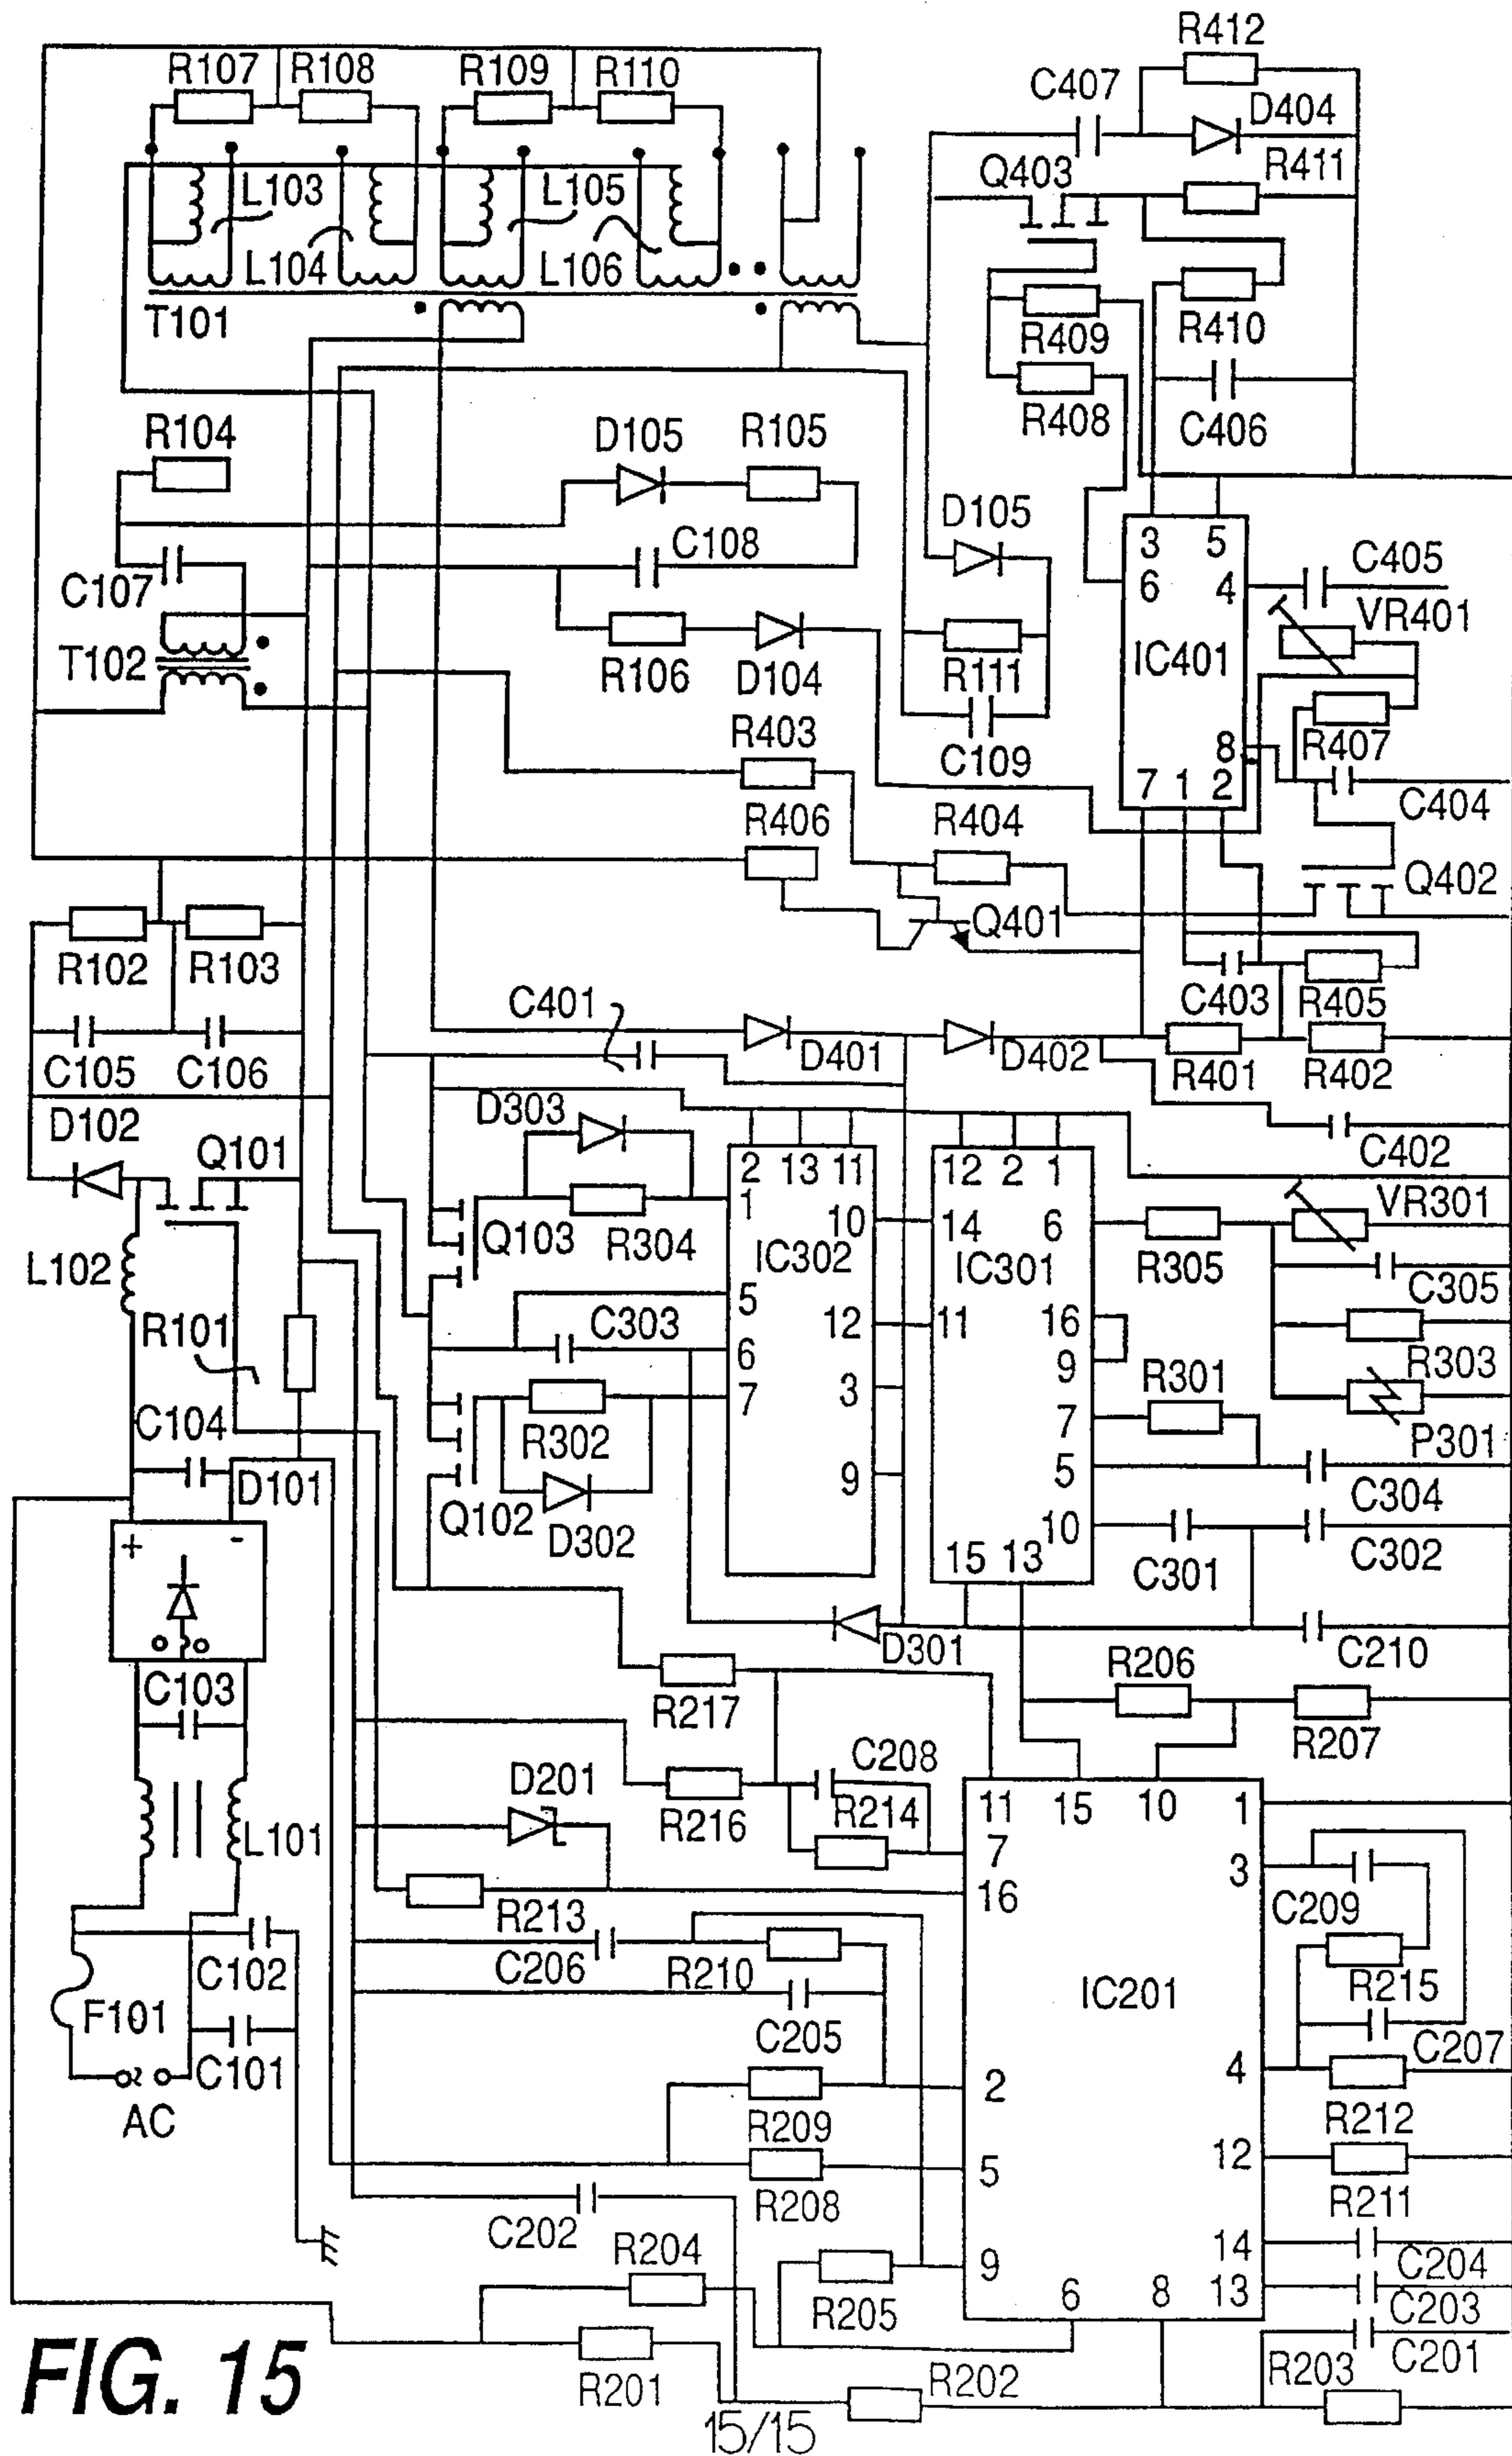 R412
R107 R108 R109 R110
C407
D404
Q403 R411
L103 L105
L104 L106
T101
R409 R410
R408 C406
R104 D105 R105
D105
C107 C108
3 5
6 4 C405
VR401
T102
R106 D104 R111 IC401
R403 C109
8 R407
7 1 2
R406 R404 C404
Q402
Q401
R102 R103
C401 C403 R405
C105 C106 D401 D402 R401 R402
D102 Q101 D303
C402
2 13 11 12 2 1
VR301
1 10 14 6
L102 Q103 R304 IC302 IC301 R305
C305
R101 5 C303 12 11 16
6 9 R303
3 R301
7 7
C104 R302 P301
D101 9 5
Q102 D302 C304
+ - 10
15 13 C301 C302
D301 C210
C103 R206
R217 R207
C208
D201 11 15 10 1
R216 R214
L101 7 3
16
R213 C209
C102 C206 R210 IC201
R215
F101 C205 C207
C101 4
2
AC R209 R212
12
5
C202 R208 R211
R204 14
9 C204
6 8 13
R205 C203
FIG. 15 R201 R202 R203 C201
15/15